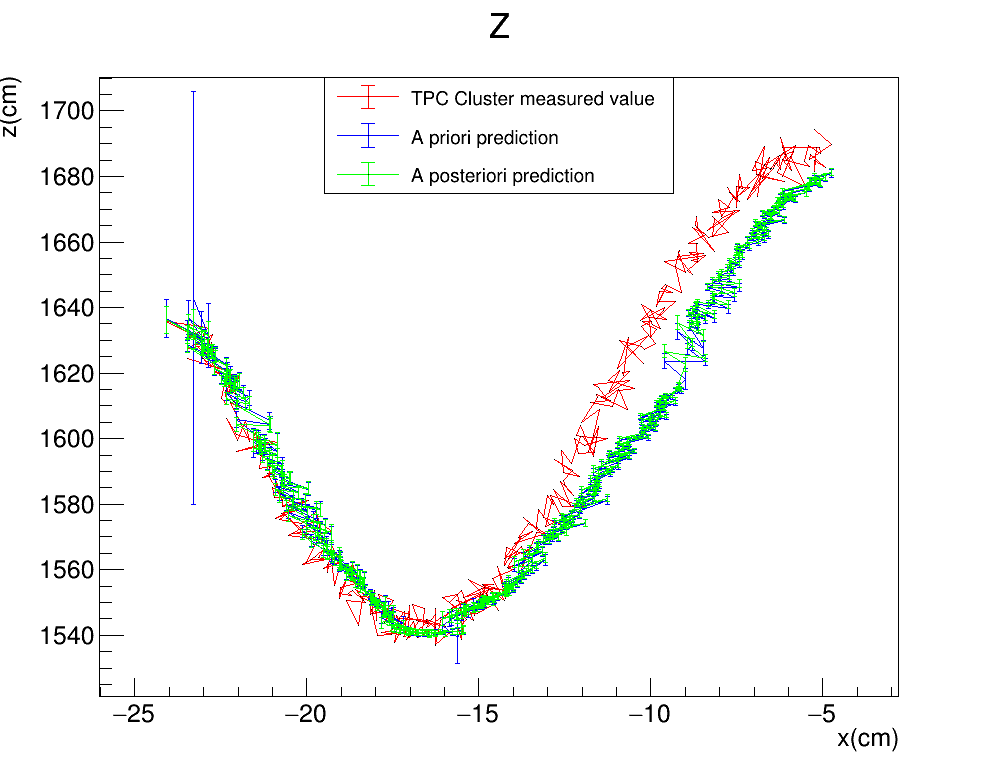 Z
z(cm)
TPC Cluster measured value
A priori prediction
A posteriori prediction
1700
1680
1660
1640
1620
1600
1580
1560
1540
−25 −20 −15 −10 −5
x(cm)